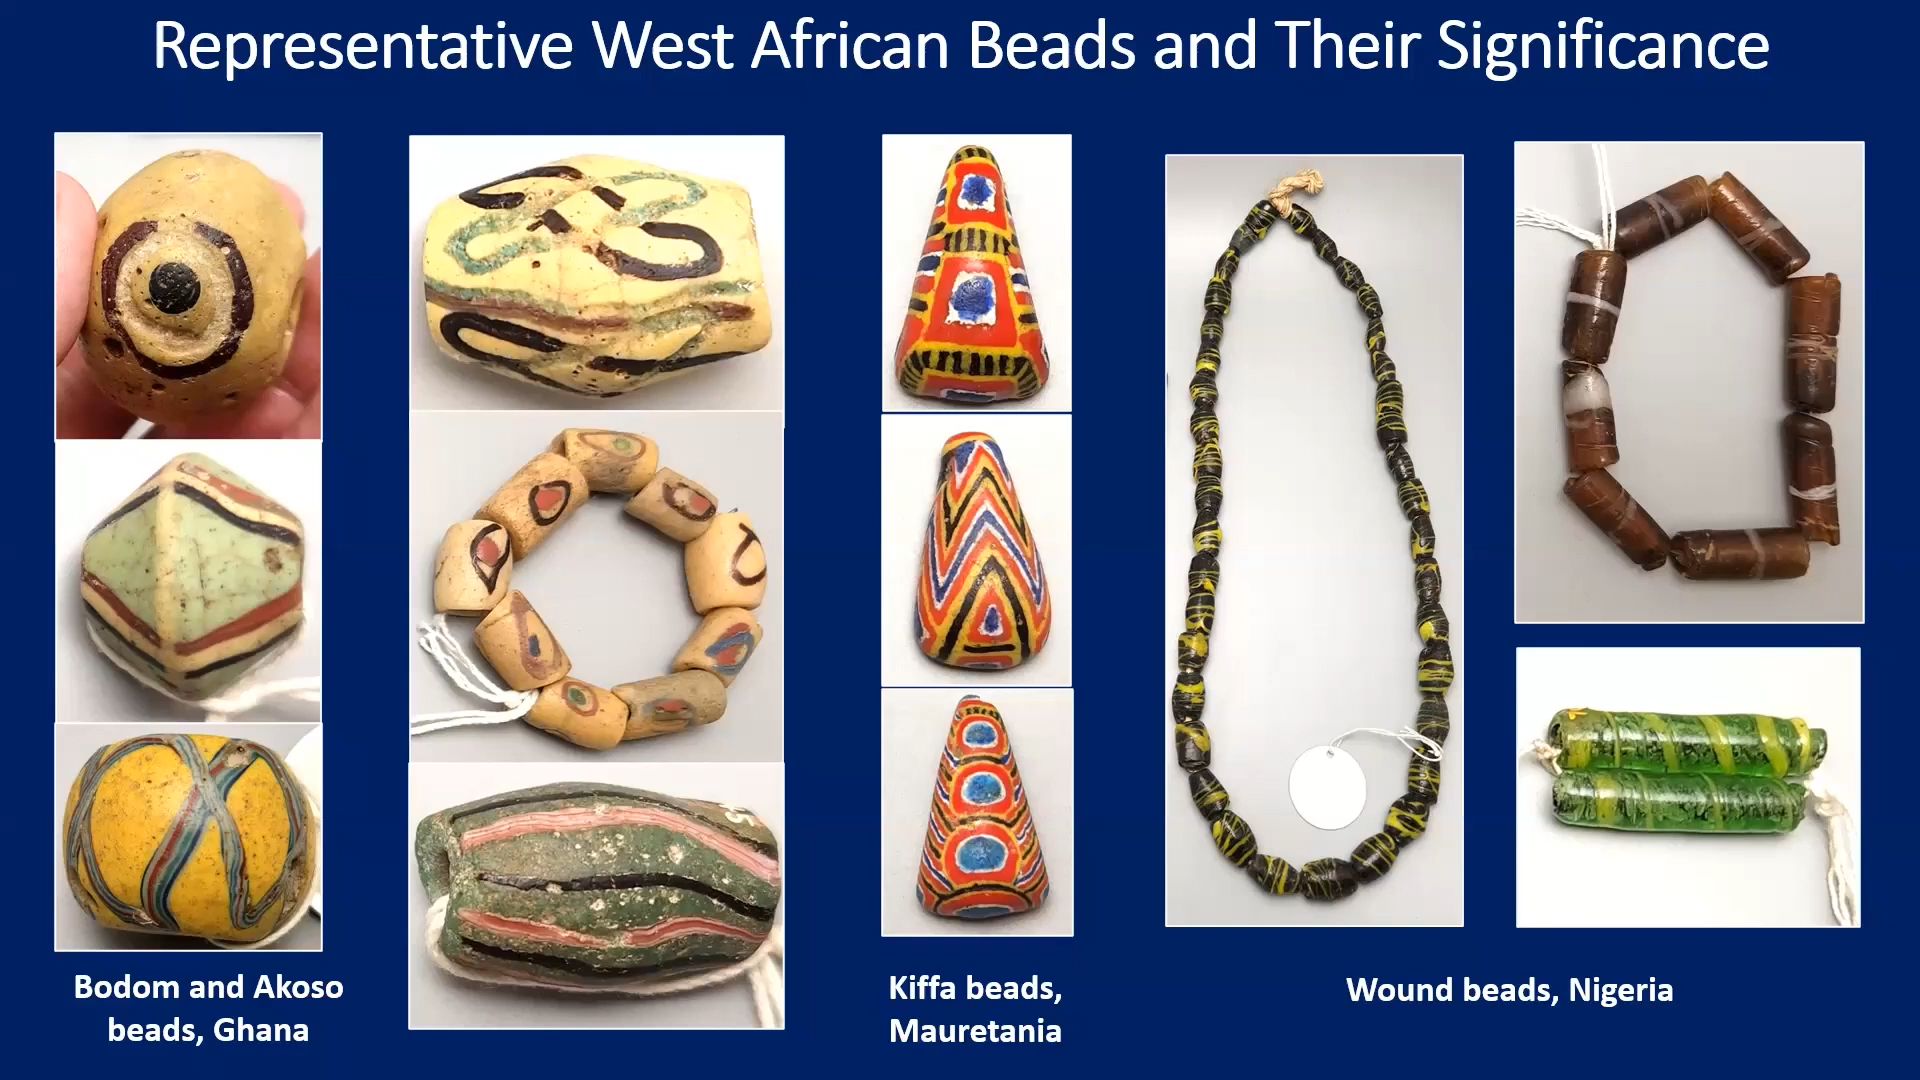 Representative West African Beads and Their Significance
Bodom and Akoso
beads, Ghana
Kiffa beads,
Mauretania
Wound beads, Nigeria